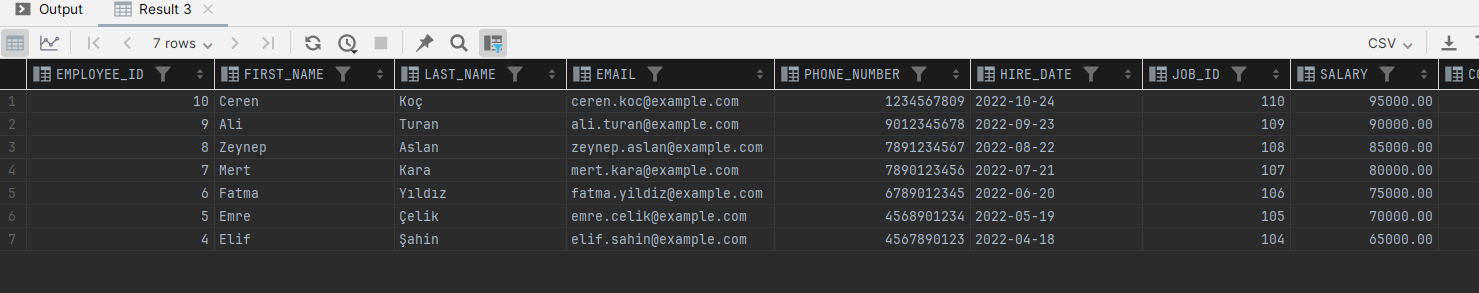 Output Result 3
7 rows CSV
EMPLOYEE_ID FIRST_NAME LAST_NAME EMAIL PHONE_NUMBER HIRE_DATE JOB_ID SALARY
1 10 Ceren Koç ceren.koc@example.com 1234567809 2022-10-24 110 95000.00
2 9 Ali Turan ali.turan@example.com 9012345678 2022-09-23 109 90000.00
3 8 Zeynep Aslan zeynep.aslan@example.com 7891234567 2022-08-22 108 85000.00
4 7 Mert Kara mert.kara@example.com 7890123456 2022-07-21 107 80000.00
5 6 Fatma Yıldız fatma.yildiz@example.com 6789012345 2022-06-20 106 75000.00
6 5 Emre Çelik emre.celik@example.com 4568901234 2022-05-19 105 70000.00
7 4 Elif Şahin elif.sahin@example.com 4567890123 2022-04-18 104 65000.00